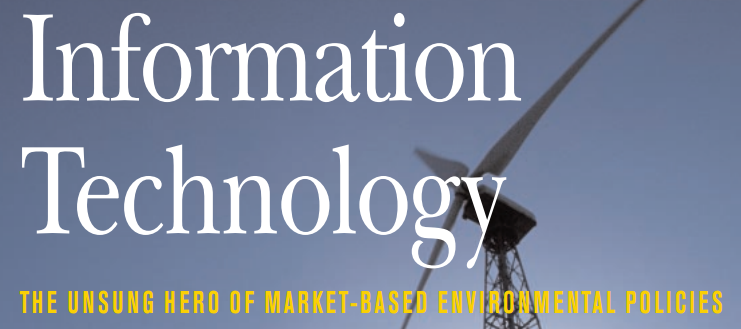 Information
Technology
THE UNSUNG HERO OF MARKET-BASED ENVIRONMENTAL POLICIES